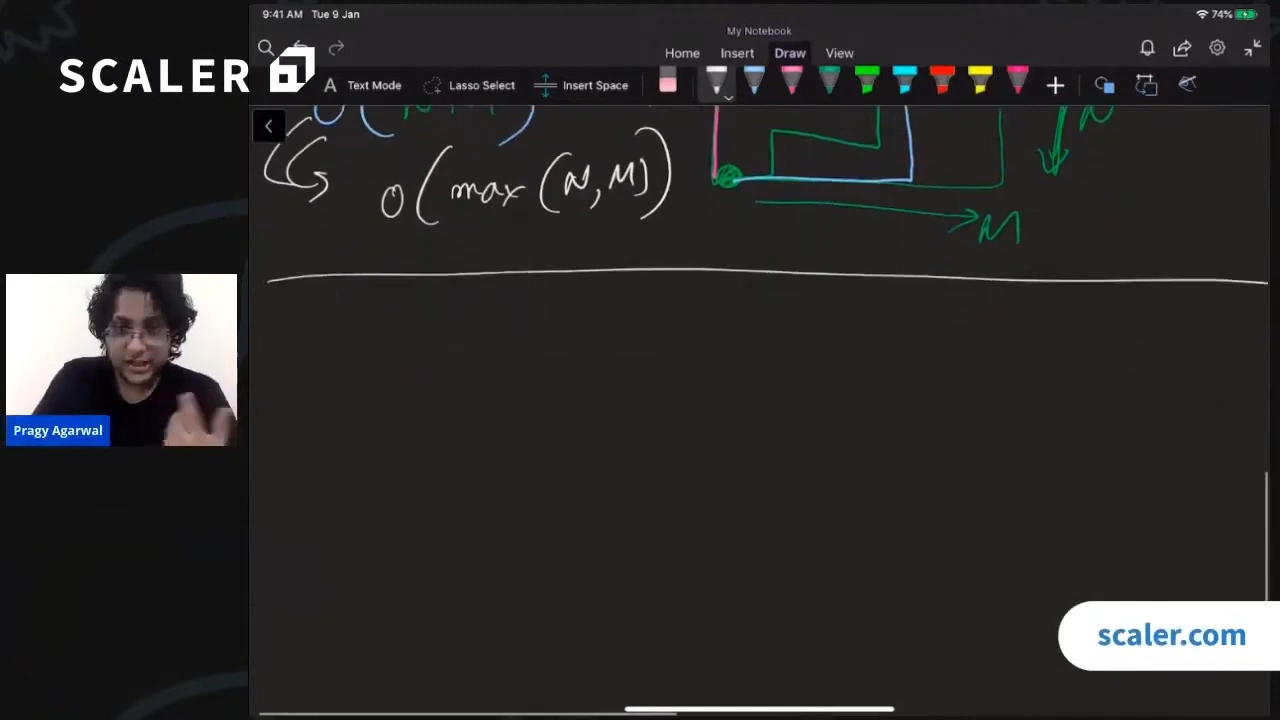 9:41 AM Tue 9 Jan
74%
My Notebook
SCALER
Home Insert Draw View
Text Mode Lasso Select Insert Space
O(N+M)
N
O(max(N,M))
M
Pragy Agarwal
scaler.com